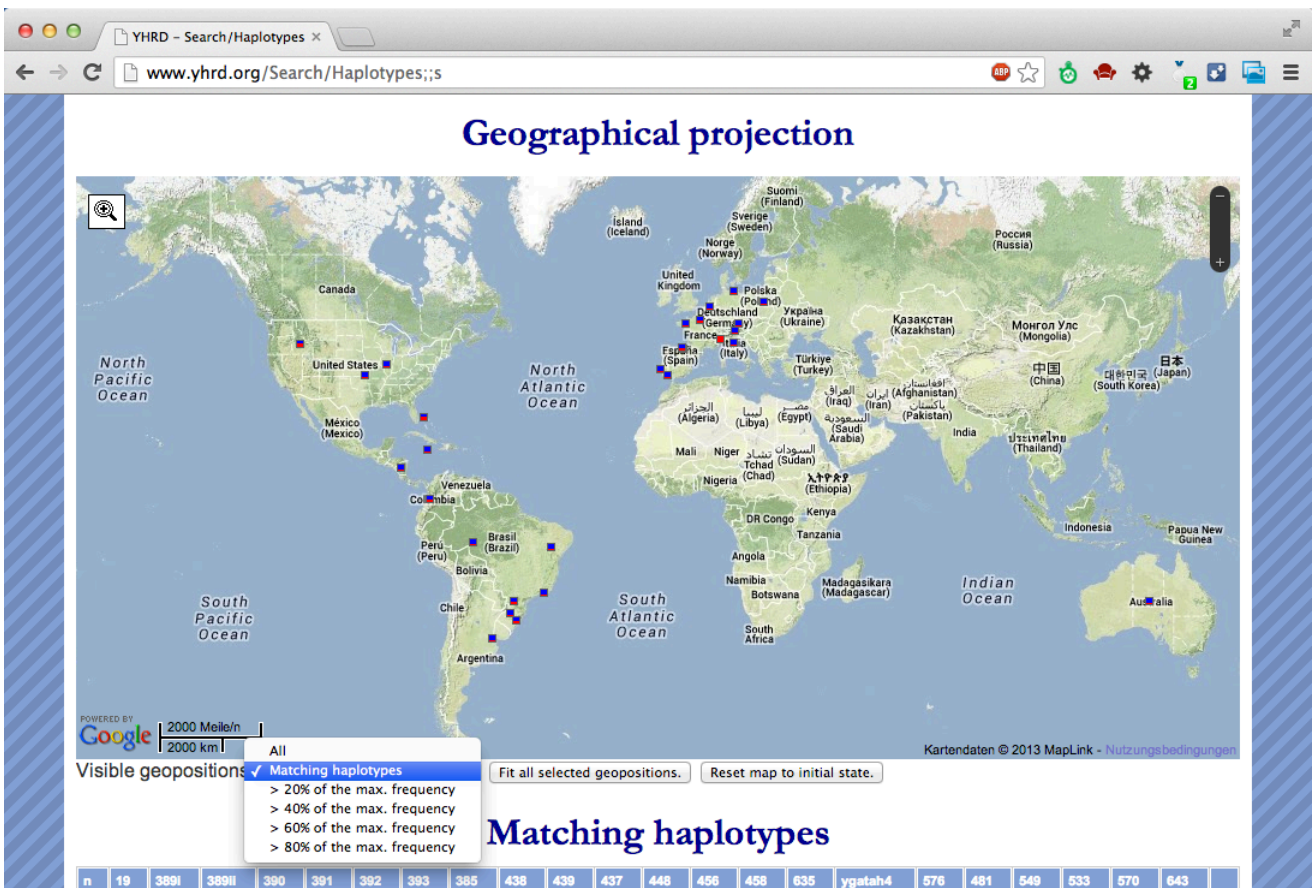 YHRD – Search/Haplotypes ×
www.yhrd.org/Search/Haplotypes;;s
ABP
2
Geographical projection
Suomi
(Finland)
Ísland
(Iceland)
Sverige
(Sweden)
Norge
(Norway)
Россия
(Russia)
United
Kingdom
Canada
Polska
(Poland)
Deutschland
(Germany)
Україна
(Ukraine)
Қазақстан
(Kazakhstan)
Монгол Улс
(Mongolia)
France
Italia
(Italy)
España
(Spain)
Türkiye
(Turkey)
North
Pacific
Ocean
United States
North
Atlantic
Ocean
中国
(China)
대한민국
(South Korea)
日本
(Japan)
العراق
(Iraq)
ایران
(Iran)
افغانستان
(Afghanistan)
پاکستان
(Pakistan)
الجزائر
(Algeria)
ليبيا
(Libya)
مصر
(Egypt)
السعودية
(Saudi
Arabia)
México
(Mexico)
India
ประเทศไทย
(Thailand)
Mali
Niger
تشاد
Tchad
(Chad)
السودان
(Sudan)
Nigeria
ኢትዮጵያ
(Ethiopia)
Venezuela
Colombia
DR Congo
Kenya
Tanzania
Indonesia
Papua New
Guinea
Perú
(Peru)
Brasil
(Brazil)
Bolivia
Angola
Namibia
Botswana
Madagasikara
(Madagascar)
Indian
Ocean
Australia
South
Pacific
Ocean
Chile
South
Atlantic
Ocean
South
Africa
Argentina
POWERED BY
Google
2000 Meile/n
2000 km
Kartendaten © 2013 MapLink - Nutzungsbedingungen
Visible geopositions
All
✓ Matching haplotypes
> 20% of the max. frequency
> 40% of the max. frequency
> 60% of the max. frequency
> 80% of the max. frequency
Fit all selected geopositions.
Reset map to initial state.
Matching haplotypes
n 19 389I 389II 390 391 392 393 385 438 439 437 448 456 458 635 ygatah4 576 481 549 533 570 643